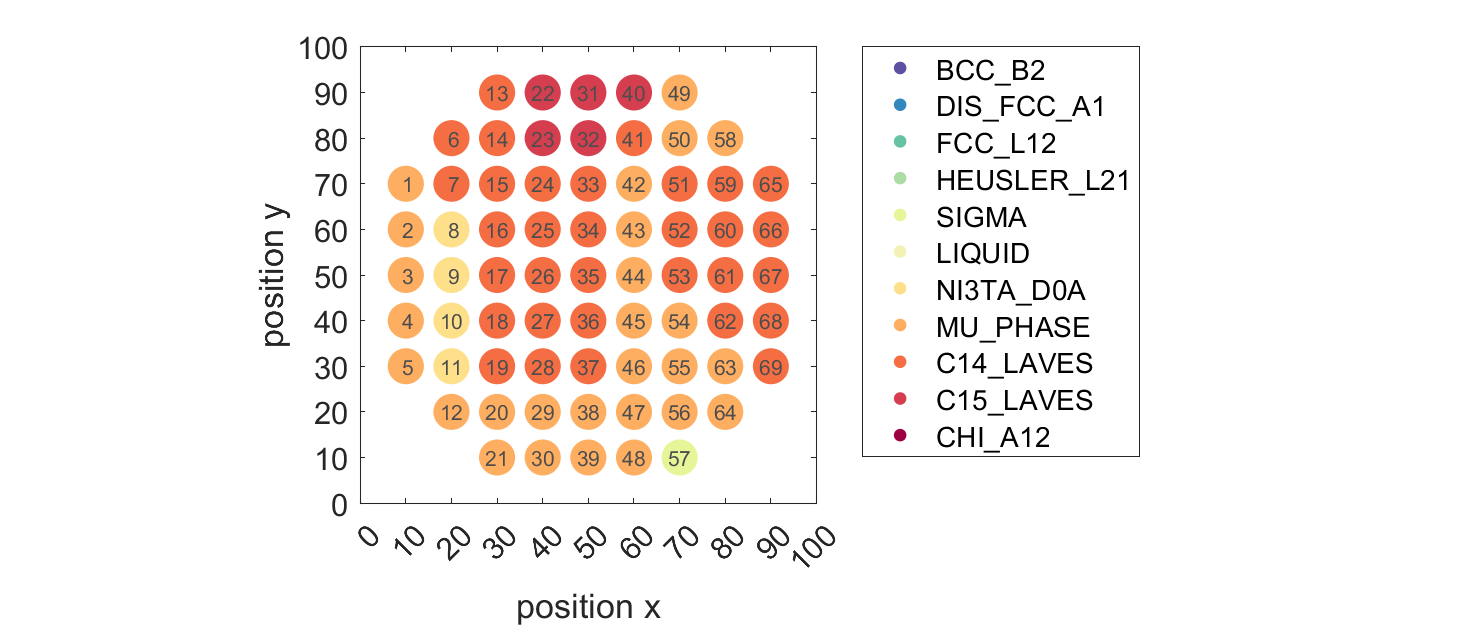 100
90
80
70
60
50
40
30
20
10
0
position y
13 22 31 40 49
6 14 23 32 41 50 58
1 7 15 24 33 42 51 59 65
2 8 16 25 34 43 52 60 66
3 9 17 26 35 44 53 61 67
4 10 18 27 36 45 54 62 68
5 11 19 28 37 46 55 63 69
12 20 29 38 47 56 64
21 30 39 48 57
0 10 20 30 40 50 60 70 80 90 100
position x
BCC_B2
DIS_FCC_A1
FCC_L12
HEUSLER_L21
SIGMA
LIQUID
NI3TA_D0A
MU_PHASE
C14_LAVES
C15_LAVES
CHI_A12